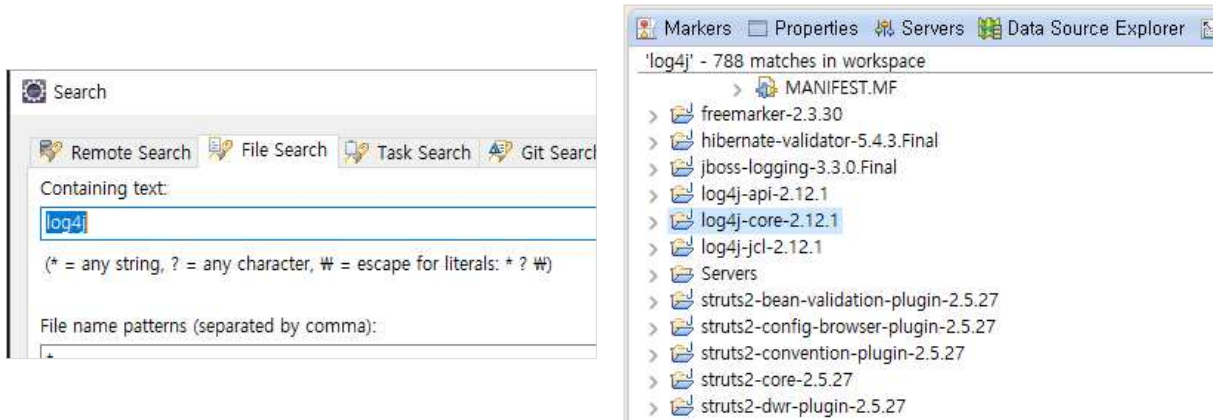 Search
Remote Search File Search Task Search Git Search
Containing text:
log4j
(* = any string, ? = any character, ₩ = escape for literals: * ? ₩)
File name patterns (separated by comma):
*
Markers Properties Servers Data Source Explorer
'log4j' - 788 matches in workspace
MANIFEST.MF
freemarker-2.3.30
hibernate-validator-5.4.3.Final
jboss-logging-3.3.0.Final
log4j-api-2.12.1
log4j-core-2.12.1
log4j-jcl-2.12.1
Servers
struts2-bean-validation-plugin-2.5.27
struts2-config-browser-plugin-2.5.27
struts2-convention-plugin-2.5.27
struts2-core-2.5.27
struts2-dwr-plugin-2.5.27